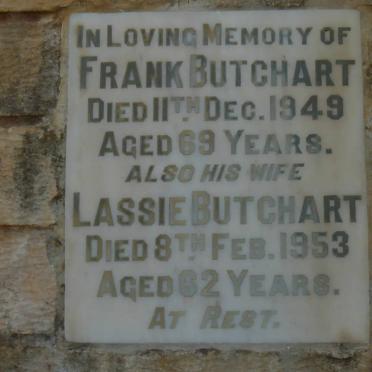 In Loving Memory of
Frank Butchart
Died 11th. Dec. 1949
Aged 69 Years.
also his wife
Lassie Butchart
Died 8th Feb. 1953
Aged 62 Years.
At Rest.